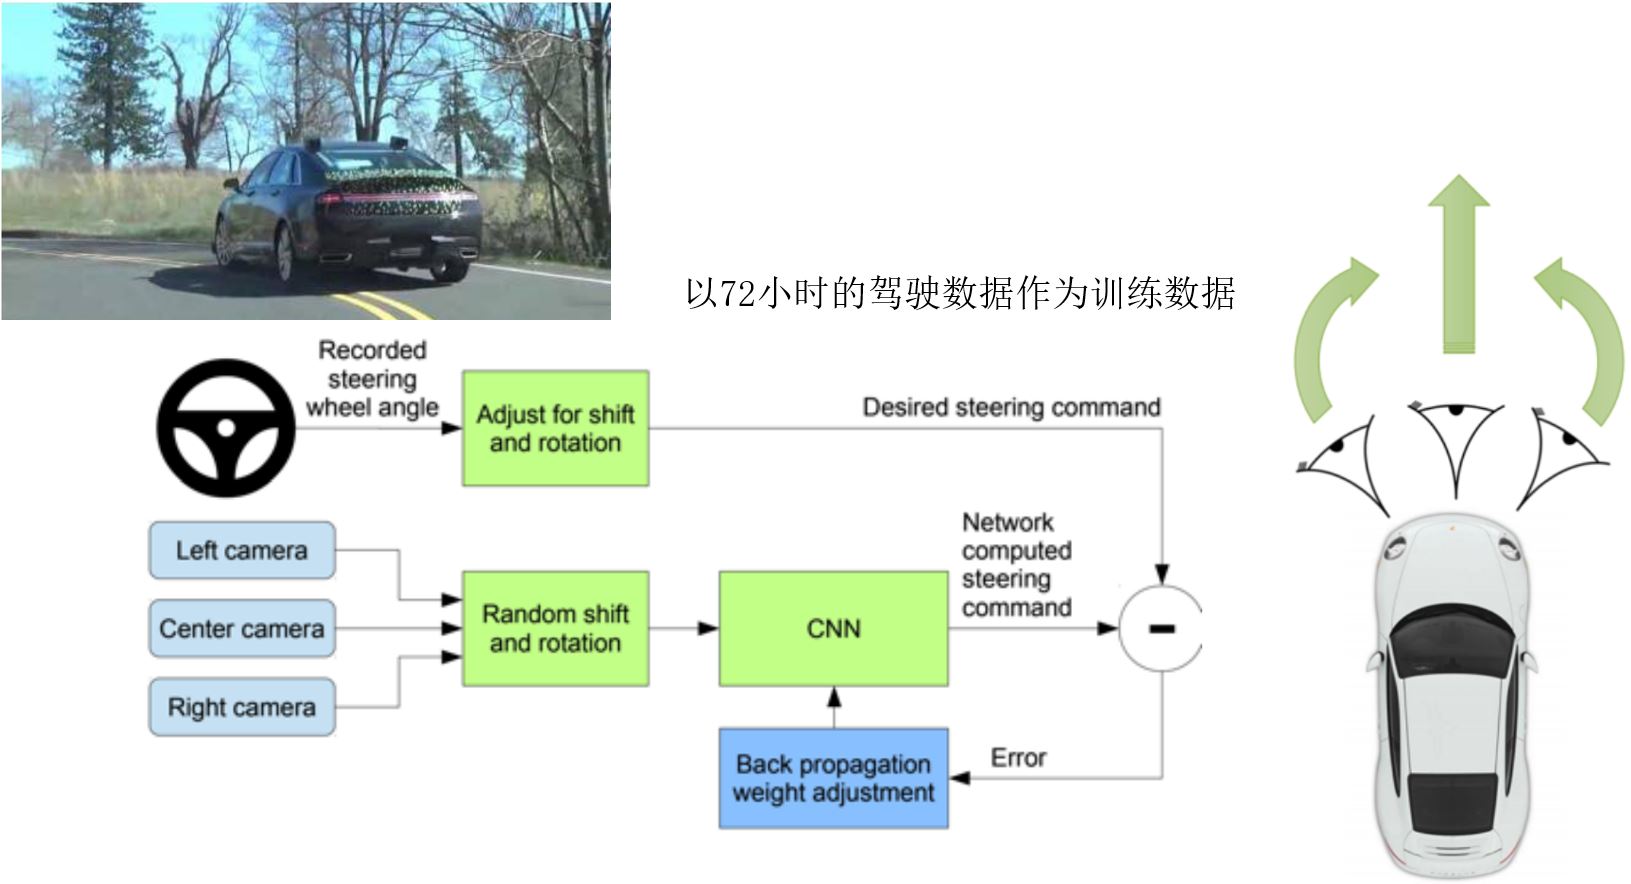 以72小时的驾驶数据作为训练数据
Recorded
steering
wheel angle
Adjust for shift
and rotation
Desired steering command
Left camera
Center camera
Right camera
Random shift
and rotation
CNN
Network
computed
steering
command
-
Error
Back propagation
weight adjustment